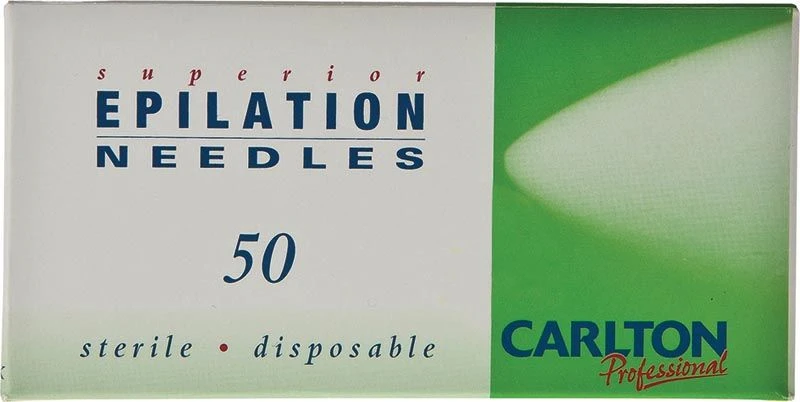 superior
EPILATION
NEEDLES
50
sterile • disposable
CARLTON
Professional